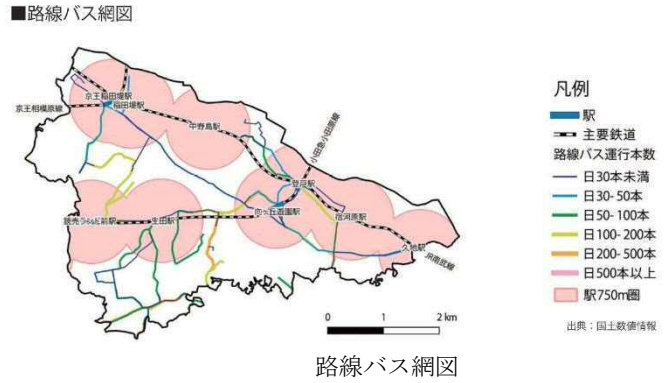 ■路線バス網図
京王稲田堤駅
稲田堤駅
京王相模原線
中野島駅
小田急小田原線
登戸駅
読売ランド前駅
生田駅
向ヶ丘遊園駅
宿河原駅
久地駅
JR南武線
凡例
駅
主要鉄道
路線バス運行本数
日30本未満
日30-50本
日50-100本
日100-200本
日200-500本
日500本以上
駅750m圏
0 1 2 km
出典：国土数値情報
路線バス網図